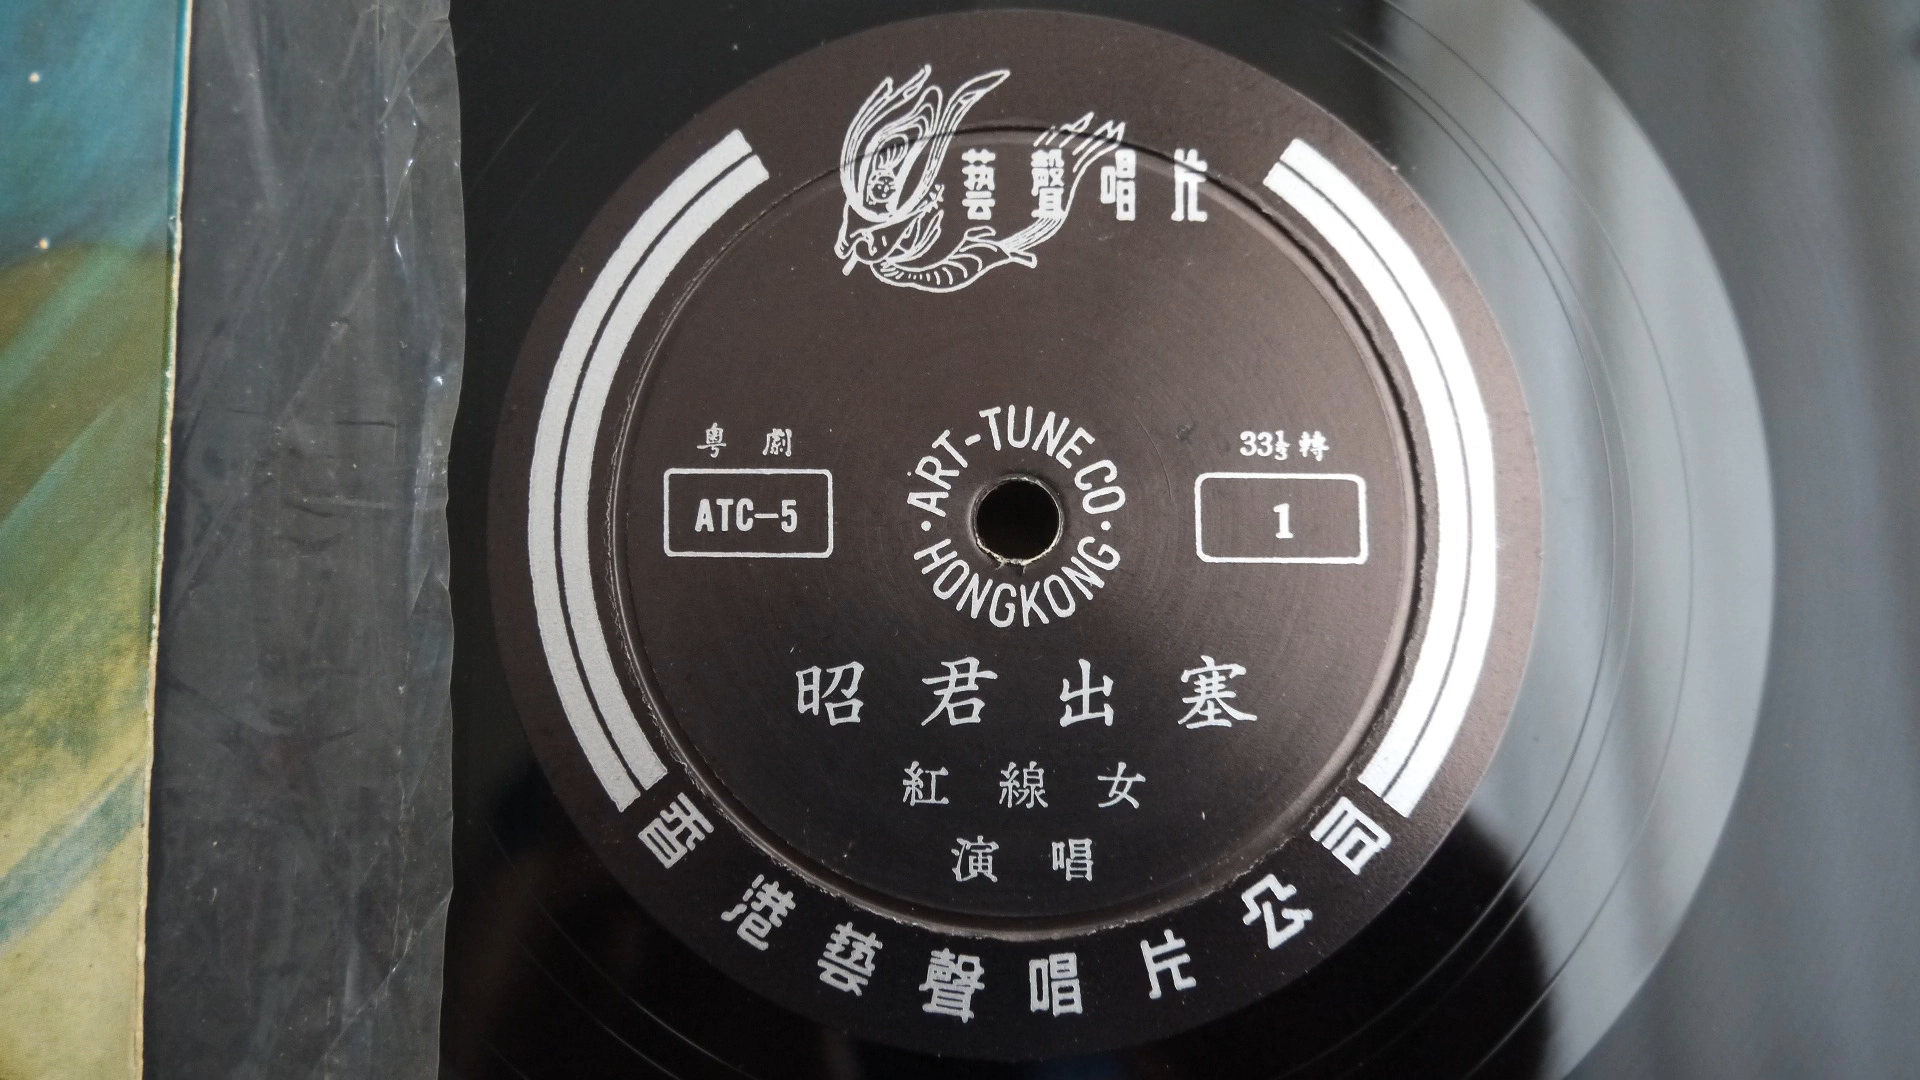 藝聲唱片
粵劇
ATC-5
33⅓轉
1
·ART-TUNE CO·
HONGKONG
昭君出塞
紅線女
演唱
香港藝聲唱片公司